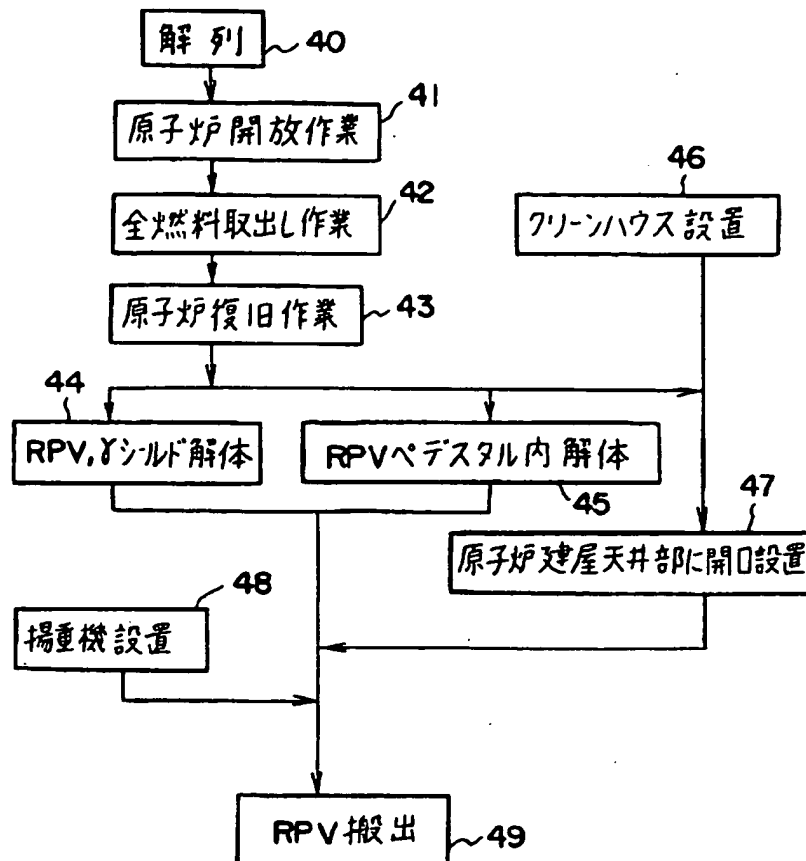 解列
40
41
原子炉開放作業
46
42
全燃料取出し作業
クリーンハウス設置
原子炉復旧作業
43
44
RPV,γシールド解体
RPVペデスタル内解体
45
47
原子炉建屋天井部に開口設置
48
揚重機設置
RPV搬出
49